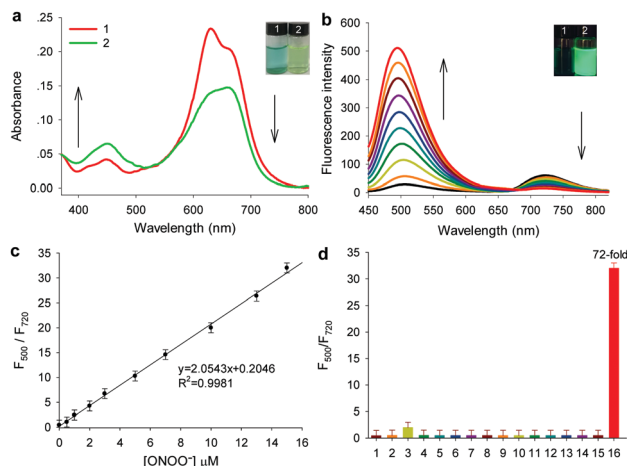 a
1
2
1 2
.25
.20
.15
.10
.05
0.00
Absorbance
400 500 600 700 800
Wavelength (nm)
b
1 2
600
500
400
300
200
100
0
Fluorescence intensity
450 500 550 600 650 700 750 800
Wavelength (nm)
c
35
30
25
20
15
10
5
0
F500 / F720
y=2.0543x+0.2046
R²=0.9981
0 2 4 6 8 10 12 14 16
[ONOO⁻] μM
d
72-fold
35
30
25
20
15
10
5
0
F500/F720
1 2 3 4 5 6 7 8 9 10 11 12 13 14 15 16